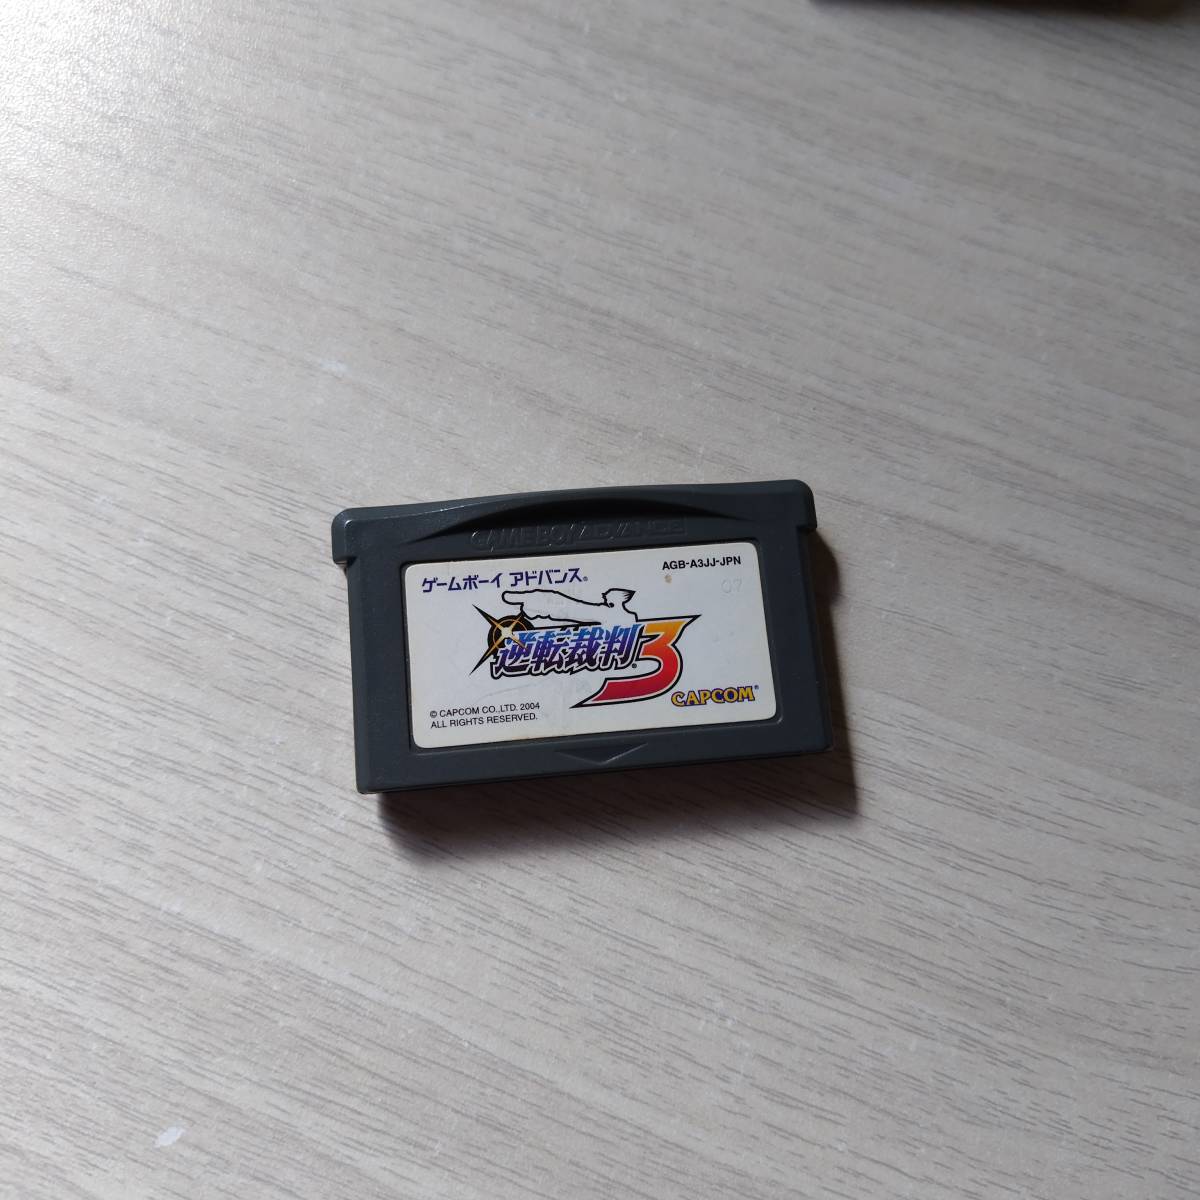 GAME BOY ADVANCE
ゲームボーイ アドバンス®
AGB-A3JJ-JPN
07
逆転裁判®3
CAPCOM®
© CAPCOM CO.,LTD. 2004
ALL RIGHTS RESERVED.